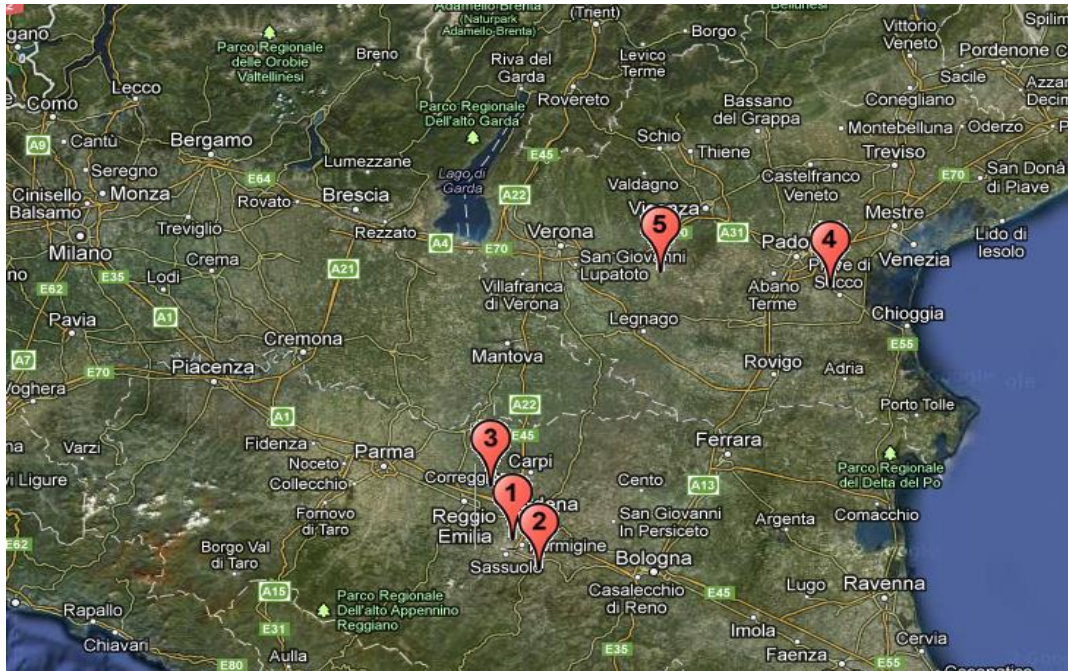 Adamello-Brenta
(Naturpark
Adamello-Brenta)
(Trient)
Bellunesi
Borgo
Vittorio
Veneto
Spilim
Pordenone C
Parco Regionale
delle Orobie
Valtellinesi
Breno
Riva del
Garda
Levico
Terme
Sacile
Lecco
Como
Rovereto
Bassano
del Grappa
Conegliano
Azzan
Decim
Parco Regionale
Dell'alto Garda
A9
Cantù
Bergamo
Schio
Thiene
Montebelluna
Oderzo
Seregno
Lumezzane
E45
Treviso
Cinisello
Balsamo
Monza
E64
Rovato
Brescia
Lago di
Garda
A22
Valdagno
Castelfranco
Veneto
E70
San Donà
di Piave
Treviglio
Rezzato
A4
E70
Verona
5
A31
4
Mestre
Lido di
Iesolo
Milano
Crema
San Giovanni
Lupatoto
Venezia
E35
Lodi
A21
Villafranca
di Verona
Abano
Terme
E62
A1
Legnago
Chioggia
Pavia
Cremona
Mantova
E55
A7
E70
Piacenza
Rovigo
Adria
Voghera
A1
A22
Porto Tolle
Varzi
Fidenza
3
E45
Ferrara
Noceto
Parma
Carpi
Parco Regionale
del Delta del Po
vi Ligure
Collecchio
Cento
A13
1
2
Reggio
Emilia
San Giovanni
In Persiceto
Argenta
Comacchio
Fornovo
di Taro
E62
Borgo Val
di Taro
Sassuolo
Bologna
A15
Casalecchio
di Reno
E45
Lugo
Ravenna
Rapallo
Parco Regionale
Dell'alto Appennino
Reggiano
Chiavari
E31
Imola
Cervia
Aulla
E80
E35
Faenza
E55